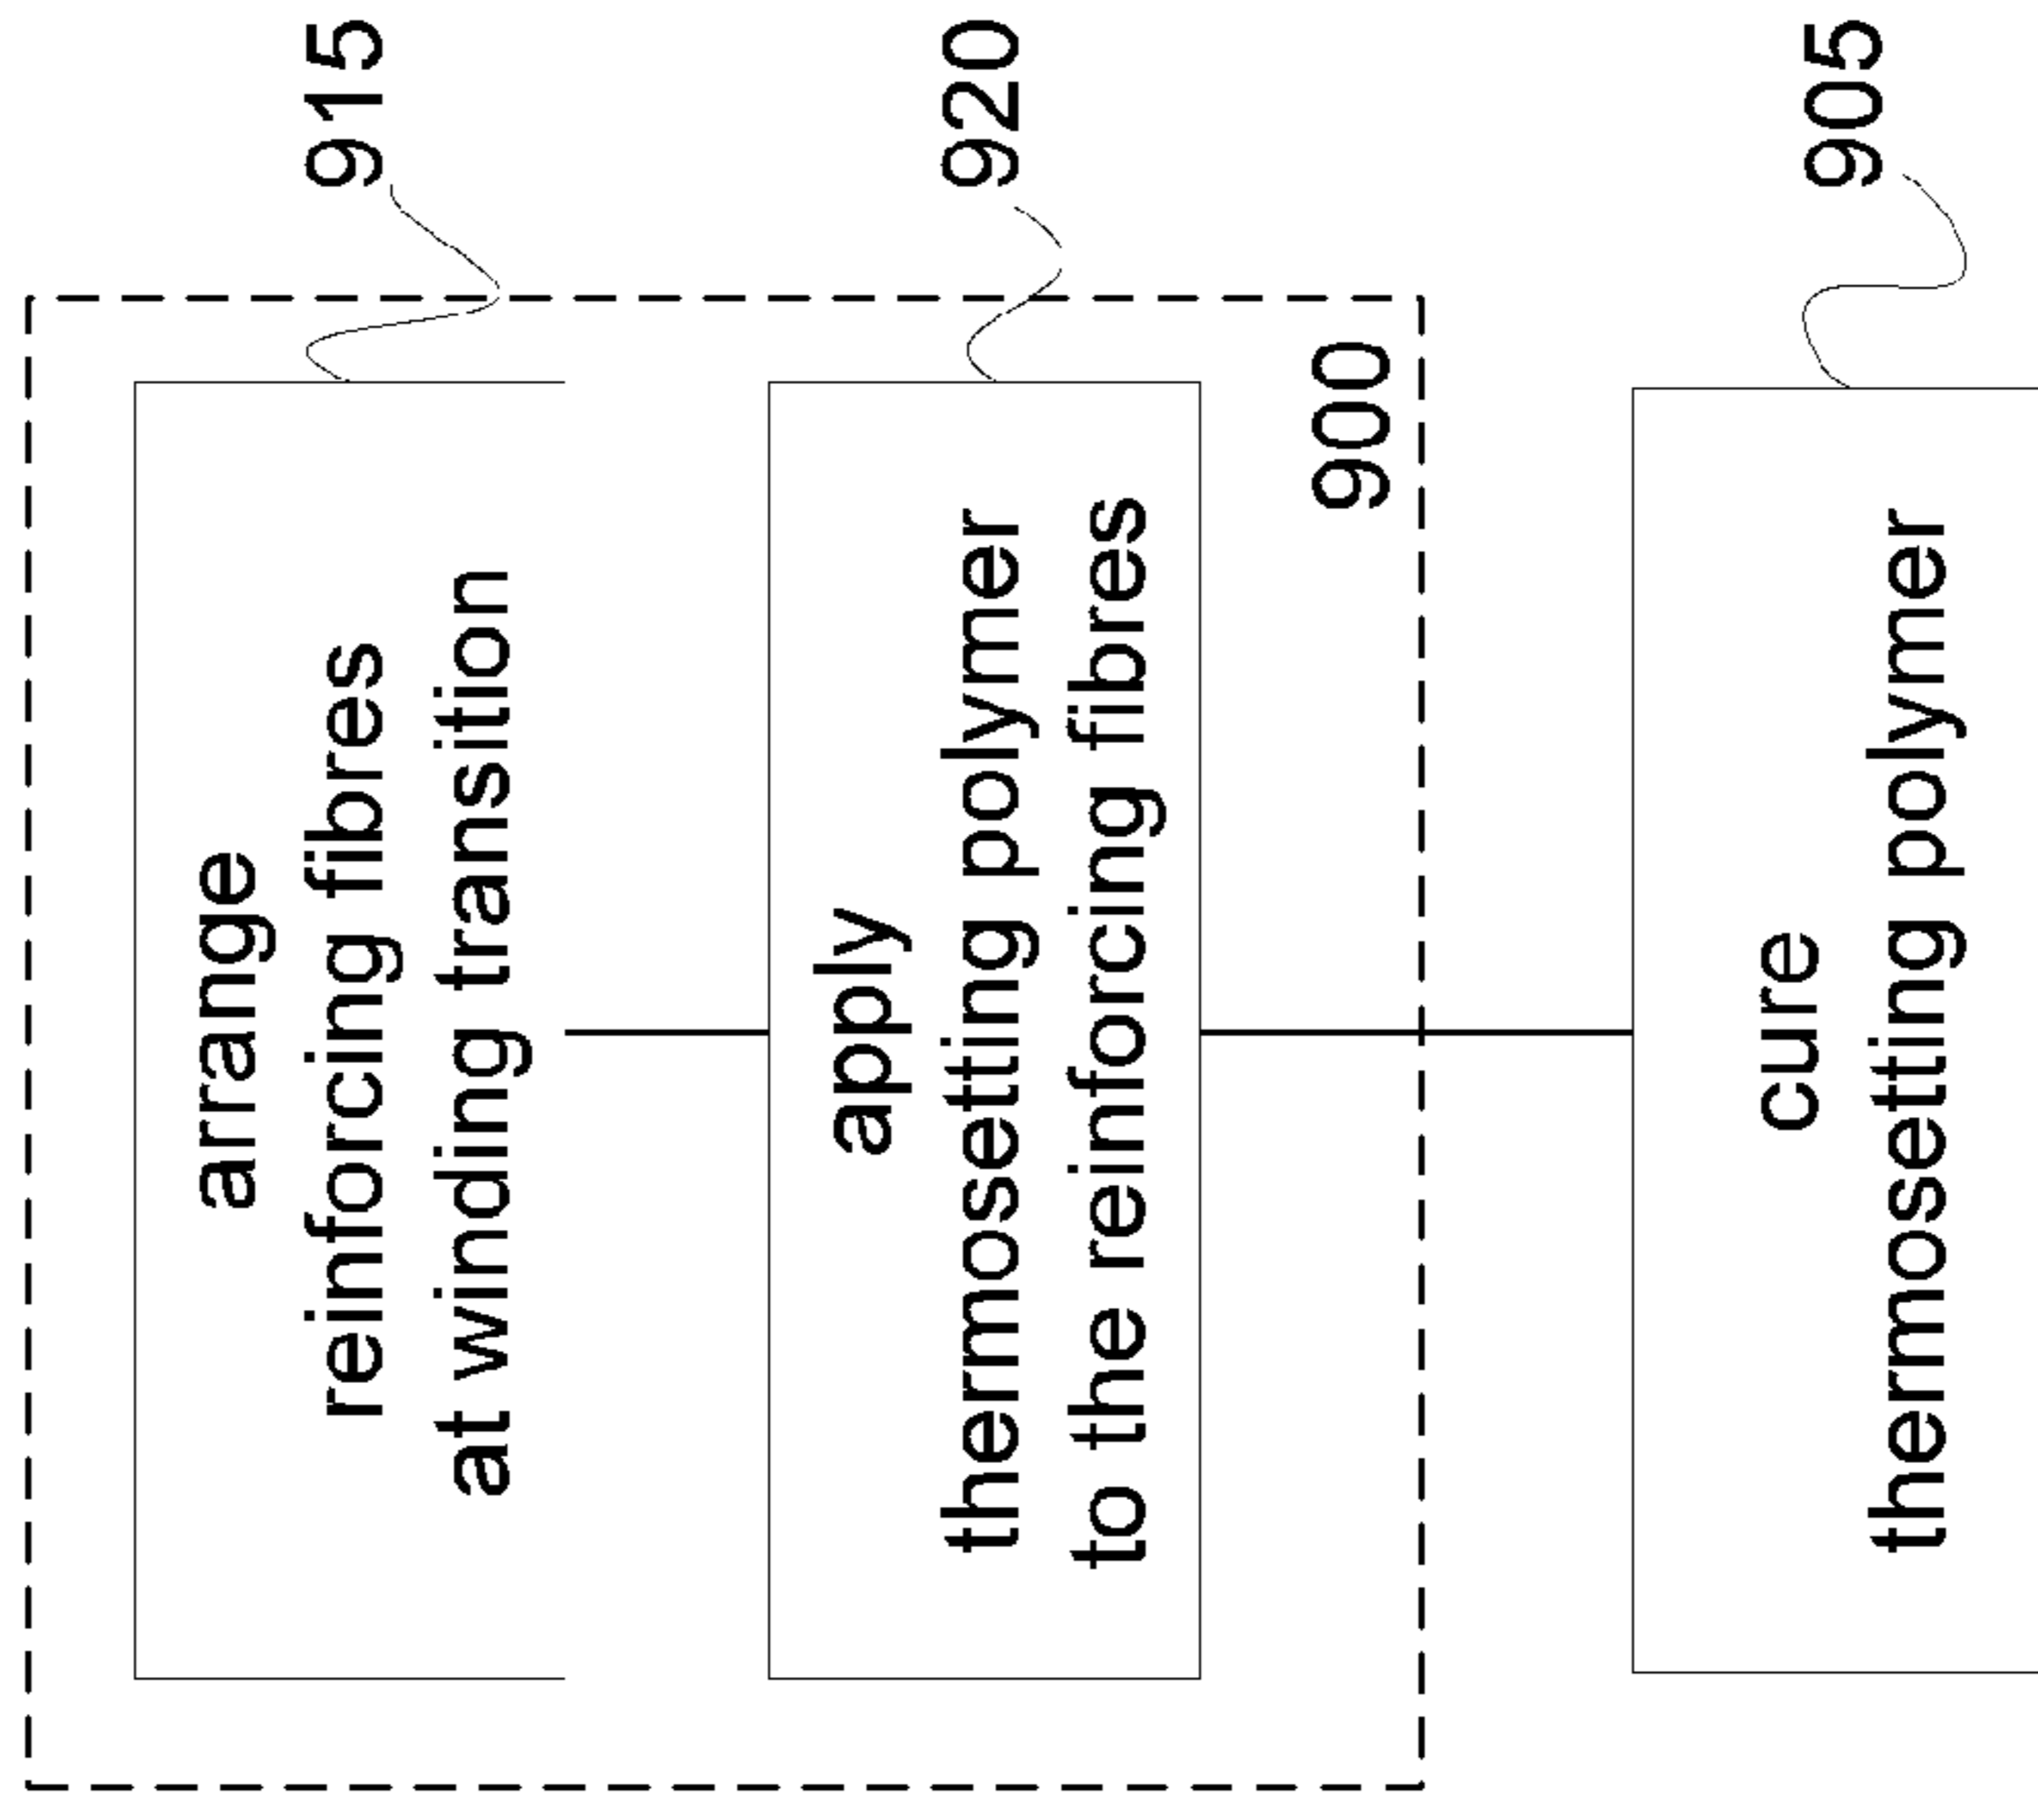 arrange
reinforcing fibres
at winding transition
915
apply
thermosetting polymer
to the reinforcing fibres
920
900
cure
thermosetting polymer
905